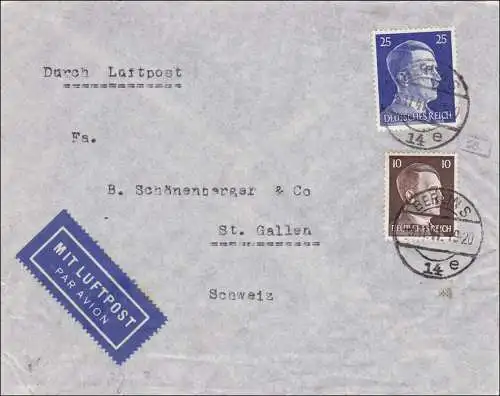 Durch Luftpost
Fa.
B. Schönenberger & Co
St. Gallen
Schweiz
MIT LUFTPOST
PAR AVION
25 25
DEUTSCHES REICH
14 e
10 10
DEUTSCHES REICH
BERLIN S
14 e